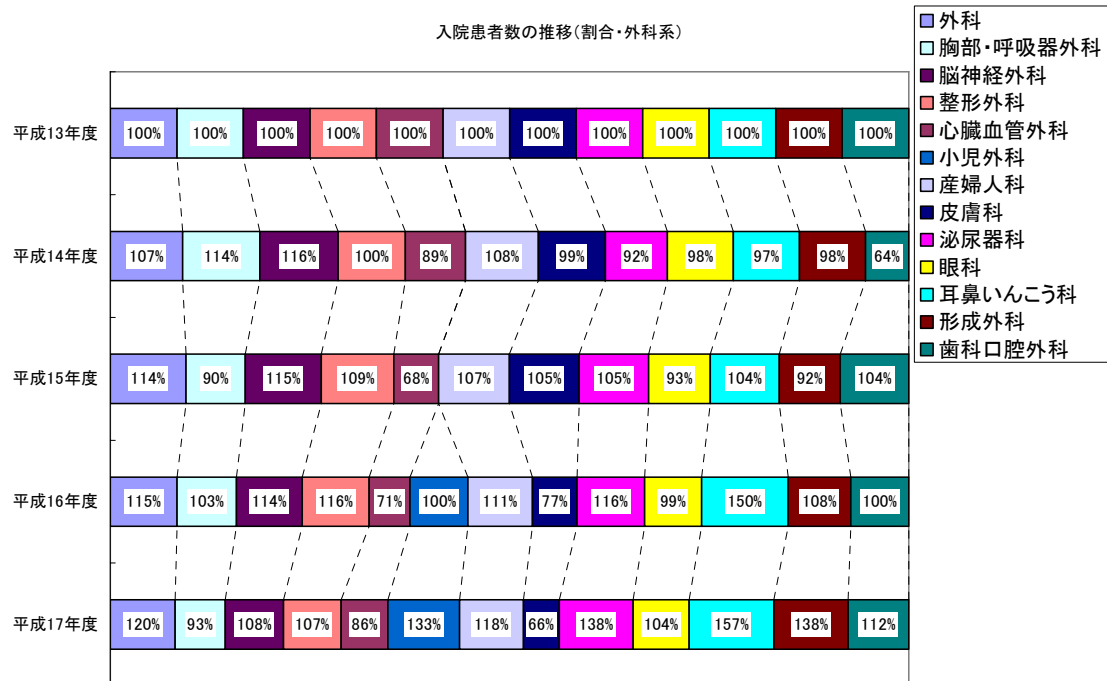 入院患者数の推移(割合・外科系)
外科
胸部・呼吸器外科
脳神経外科
整形外科
心臓血管外科
小児外科
産婦人科
皮膚科
泌尿器科
眼科
耳鼻いんこう科
形成外科
歯科口腔外科
平成13年度 100% 100% 100% 100% 100% 100% 100% 100% 100% 100% 100% 100%
平成14年度 107% 114% 116% 100% 89% 108% 99% 92% 98% 97% 98% 64%
平成15年度 114% 90% 115% 109% 68% 107% 105% 105% 93% 104% 92% 104%
平成16年度 115% 103% 114% 116% 71% 100% 111% 77% 116% 99% 150% 108% 100%
平成17年度 120% 93% 108% 107% 86% 133% 118% 66% 138% 104% 157% 138% 112%